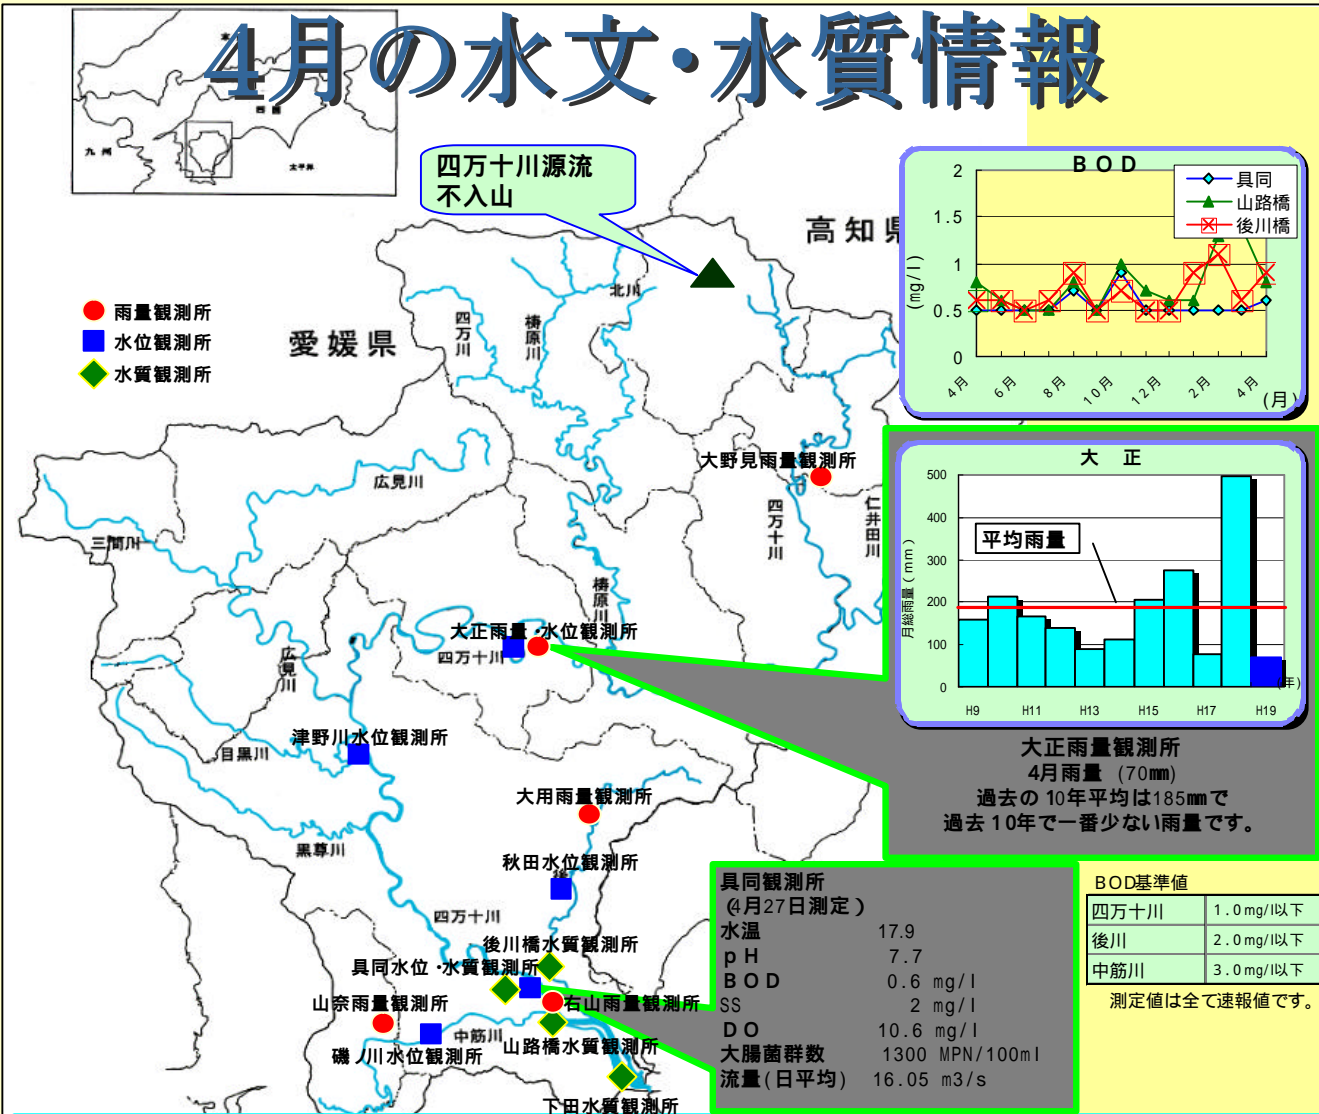 4月の水文・水質情報
四国
九州
太平洋
四万十川源流
不入山
高知県
愛媛県
雨量観測所
水位観測所
水質観測所
北川
四万川
梼原川
広見川
三間川
大野見雨量観測所
四万十川
仁井田川
梼原川
大正雨量・水位観測所
四万十川
広見川
津野川水位観測所
目黒川
大用雨量観測所
黒尊川
秋田水位観測所
後
四万十川
後川橋水質観測所
具同水位・水質観測所
山奈雨量観測所
右山雨量観測所
中筋川
磯ノ川水位観測所
山路橋水質観測所
下田水質観測所
BOD
具同
山路橋
後川橋
(mg/l)
2
1.5
1
0.5
0
4月
6月
8月
10月
12月
2月
4月
(月)
大 正
平均雨量
月総雨量(mm)
500
400
300
200
100
0
H9
H11
H13
H15
H17
H19
(年)
大正雨量観測所
4月雨量 (70mm)
過去の10年平均は185mmで
過去10年で一番少ない雨量です。
具同観測所
(4月27日測定)
水温 17.9
pH 7.7
BOD 0.6 mg/l
SS 2 mg/l
DO 10.6 mg/l
大腸菌群数 1300 MPN/100ml
流量(日平均) 16.05 m3/s
BOD基準値
四万十川 1.0mg/l以下
後川 2.0mg/l以下
中筋川 3.0mg/l以下
測定値は全て速報値です。